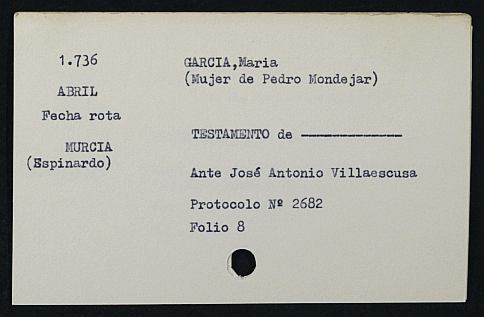 1.736
ABRIL
Fecha rota
MURCIA
(Espinardo)
GARCIA,Maria
(Mujer de Pedro Mondejar)
TESTAMENTO de ——————————
Ante José Antonio Villaescusa
Protocolo Nº 2682
Folio 8